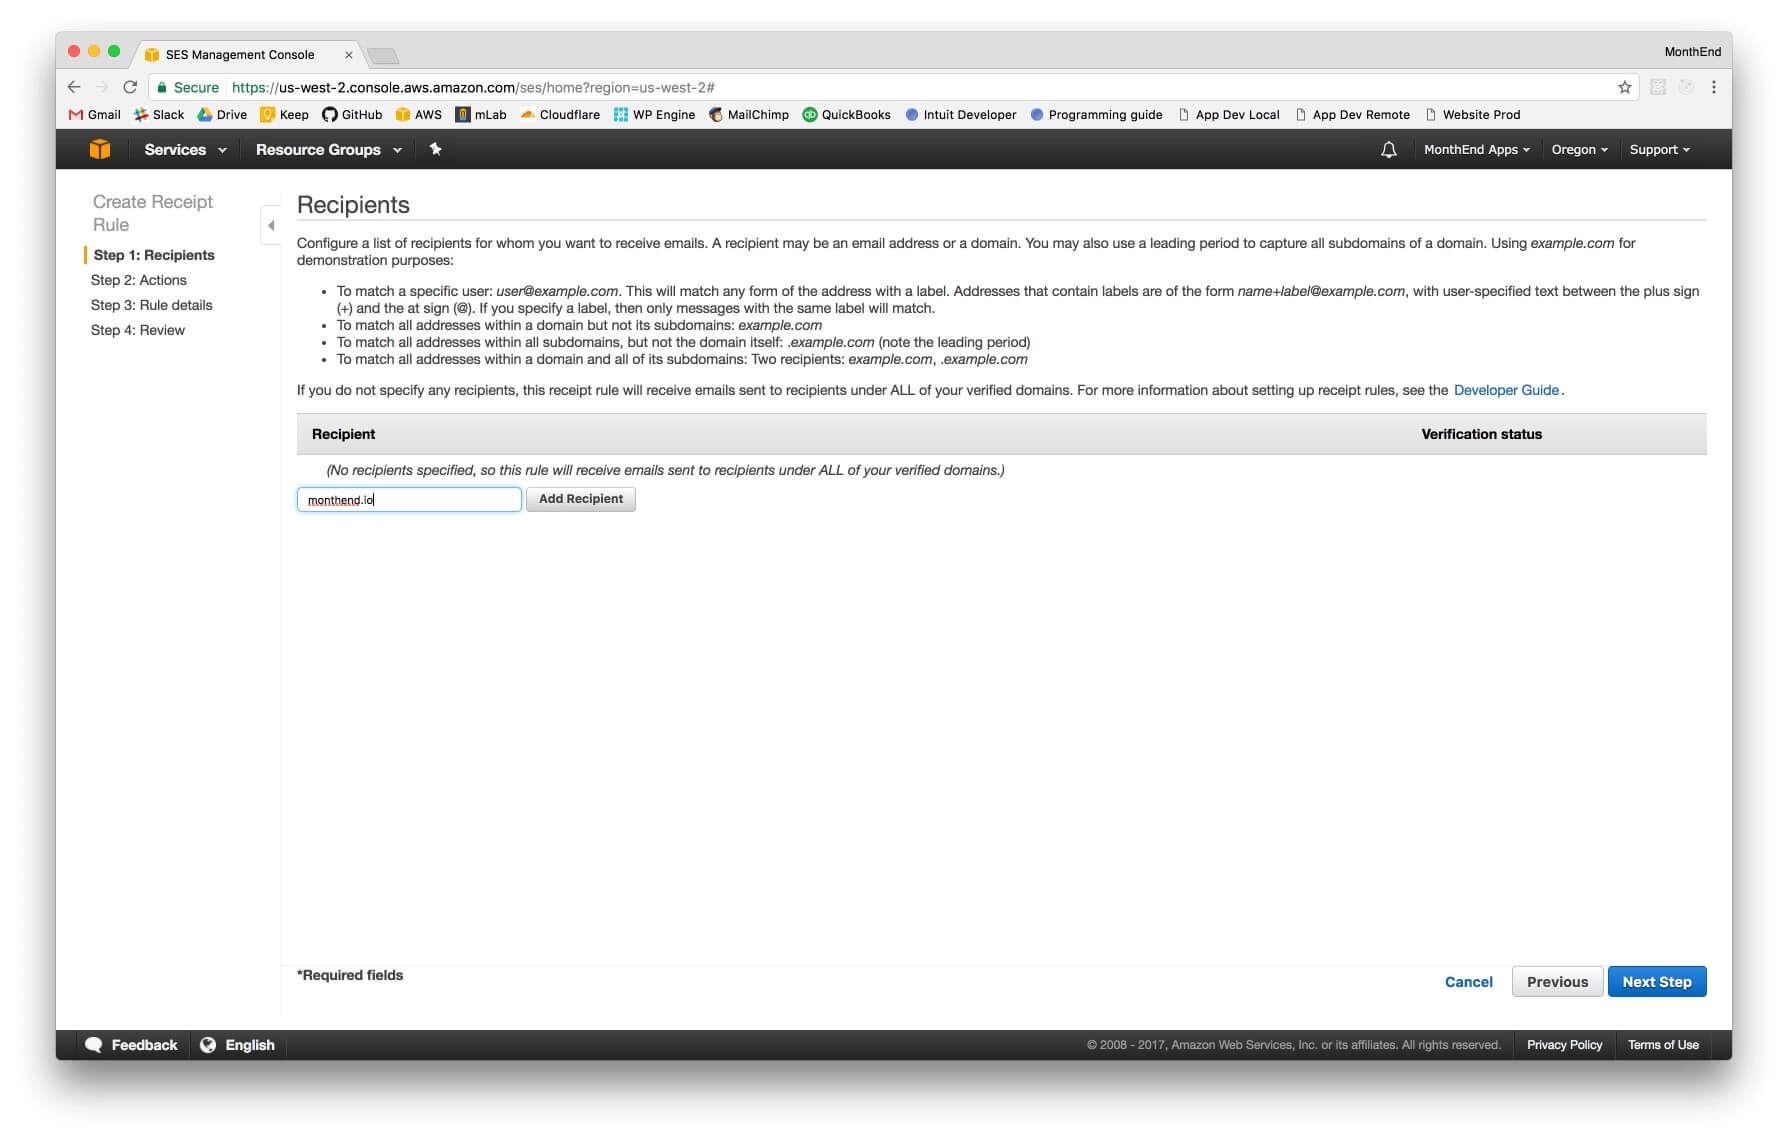 SES Management Console
MonthEnd
Secure https://us-west-2.console.aws.amazon.com/ses/home?region=us-west-2#
Gmail Slack Drive Keep GitHub AWS mLab Cloudflare WP Engine MailChimp QuickBooks Intuit Developer Programming guide App Dev Local App Dev Remote Website Prod
Services Resource Groups MonthEnd Apps Oregon Support
Create Receipt
Rule
Step 1: Recipients
Step 2: Actions
Step 3: Rule details
Step 4: Review
Recipients
Configure a list of recipients for whom you want to receive emails. A recipient may be an email address or a domain. You may also use a leading period to capture all subdomains of a domain. Using example.com for
demonstration purposes:
• To match a specific user: user@example.com. This will match any form of the address with a label. Addresses that contain labels are of the form name+label@example.com, with user-specified text between the plus sign
(+) and the at sign (@). If you specify a label, then only messages with the same label will match.
• To match all addresses within a domain but not its subdomains: example.com
• To match all addresses within all subdomains, but not the domain itself: .example.com (note the leading period)
• To match all addresses within a domain and all of its subdomains: Two recipients: example.com, .example.com
If you do not specify any recipients, this receipt rule will receive emails sent to recipients under ALL of your verified domains. For more information about setting up receipt rules, see the Developer Guide.
Recipient Verification status
(No recipients specified, so this rule will receive emails sent to recipients under ALL of your verified domains.)
monthend.io Add Recipient
*Required fields
Cancel Previous Next Step
Feedback English © 2008 - 2017, Amazon Web Services, Inc. or its affiliates. All rights reserved. Privacy Policy Terms of Use